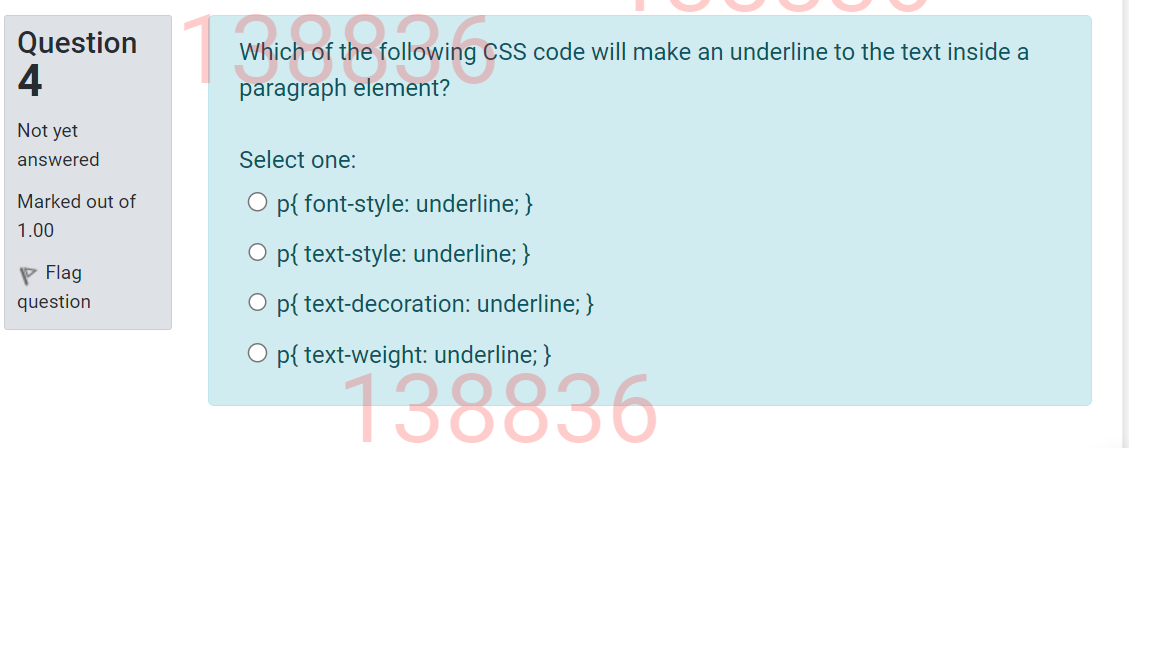 Question
4
Not yet
answered
Marked out of
1.00
Flag
question
138836
Which of the following CSS code will make an underline to the text inside a
paragraph element?
Select one:
p{ font-style: underline; }
p{ text-style: underline; }
p{ text-decoration: underline; }
p{ text-weight: underline; }
138836